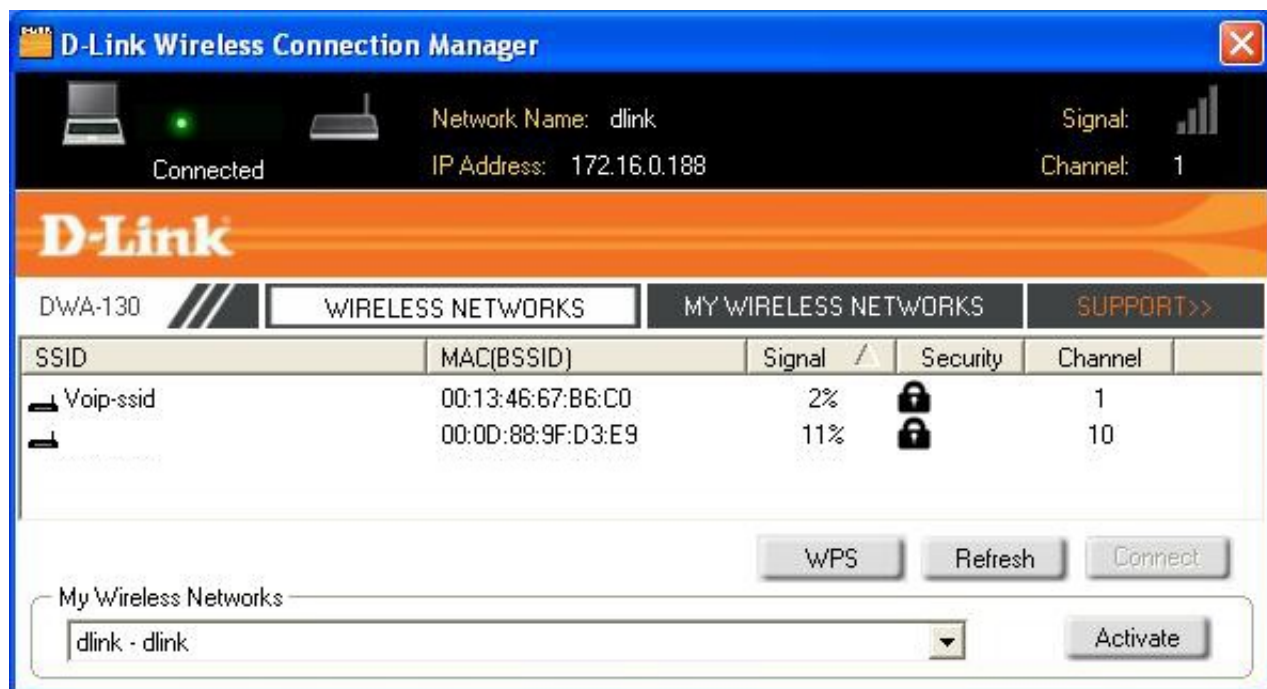 D-Link Wireless Connection Manager
Network Name: dlink Signal:
Connected IP Address: 172.16.0.188 Channel: 1
D-Link
DWA-130 WIRELESS NETWORKS MY WIRELESS NETWORKS SUPPORT>>
SSID MAC(BSSID) Signal Security Channel
Voip-ssid 00:13:46:67:B6:C0 2% 1
00:0D:88:9F:D3:E9 11% 10
WPS Refresh Connect
My Wireless Networks
dlink - dlink Activate